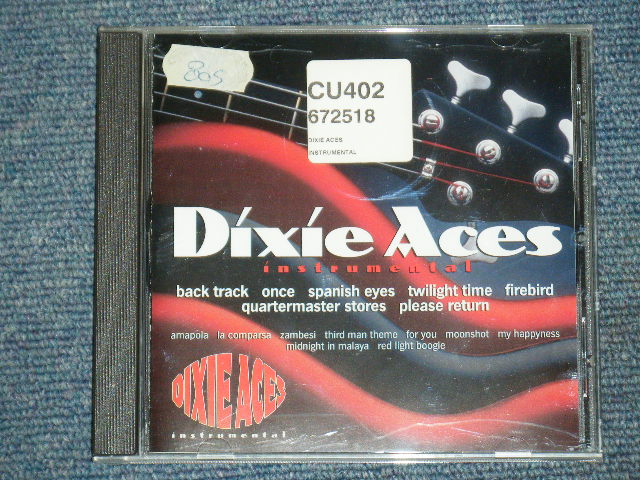 805
CU402
672518
DIXIE ACES
INSTRUMENTAL
Dixie Aces
instrumental
back track once spanish eyes twilight time firebird
quartermaster stores please return
amapola la comparsa zambesi third man theme for you moonshot my happyness
midnight in malaya red light boogie
DIXIE ACES
instrumental